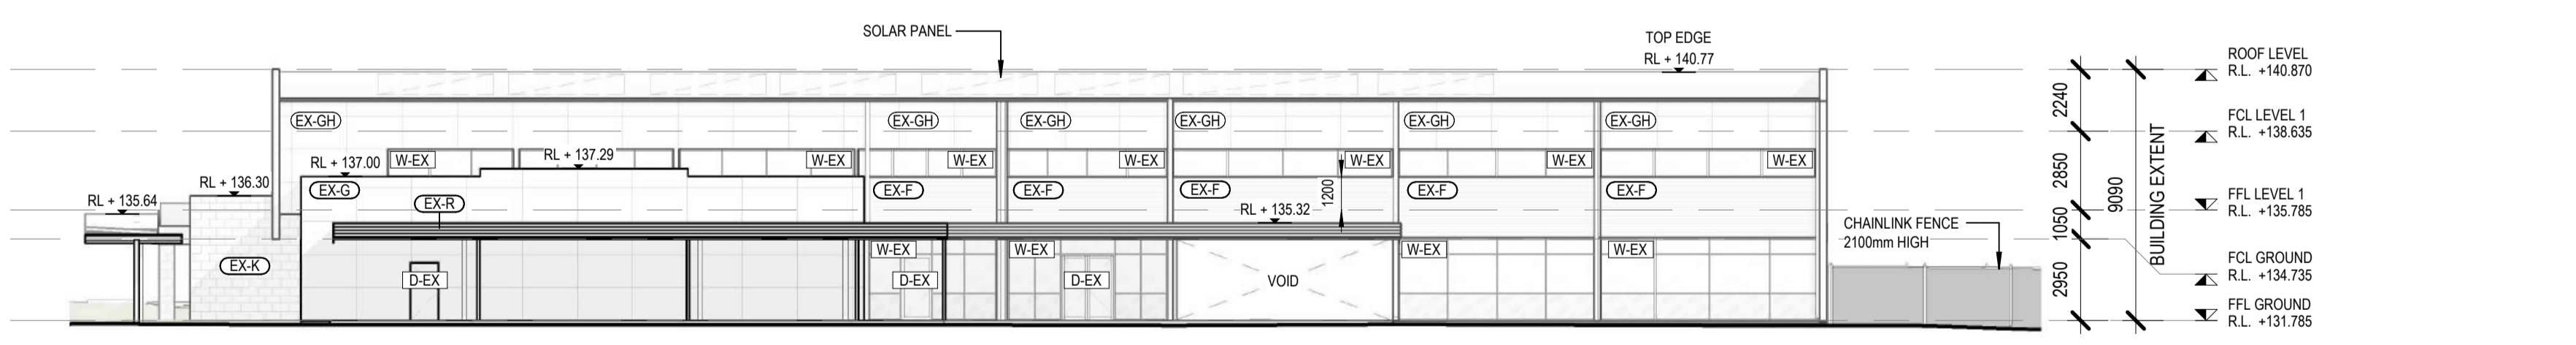 SOLAR PANEL
TOP EDGE
RL + 140.77
ROOF LEVEL
R.L. +140.870
2240
EX-GH
EX-GH
EX-GH
EX-GH
EX-GH
EX-GH
FCL LEVEL 1
R.L. +138.635
RL + 137.00
W-EX
RL + 137.29
W-EX
W-EX
W-EX
W-EX
W-EX
W-EX
2850
9090
BUILDING EXTENT
RL + 135.64
RL + 136.30
EX-G
EX-R
EX-F
EX-F
EX-F
1200
EX-F
EX-F
RL + 135.32
FFL LEVEL 1
R.L. +135.785
1050
CHAINLINK FENCE
2100mm HIGH
EX-K
D-EX
W-EX
D-EX
W-EX
D-EX
VOID
W-EX
W-EX
2950
FCL GROUND
R.L. +134.735
FFL GROUND
R.L. +131.785